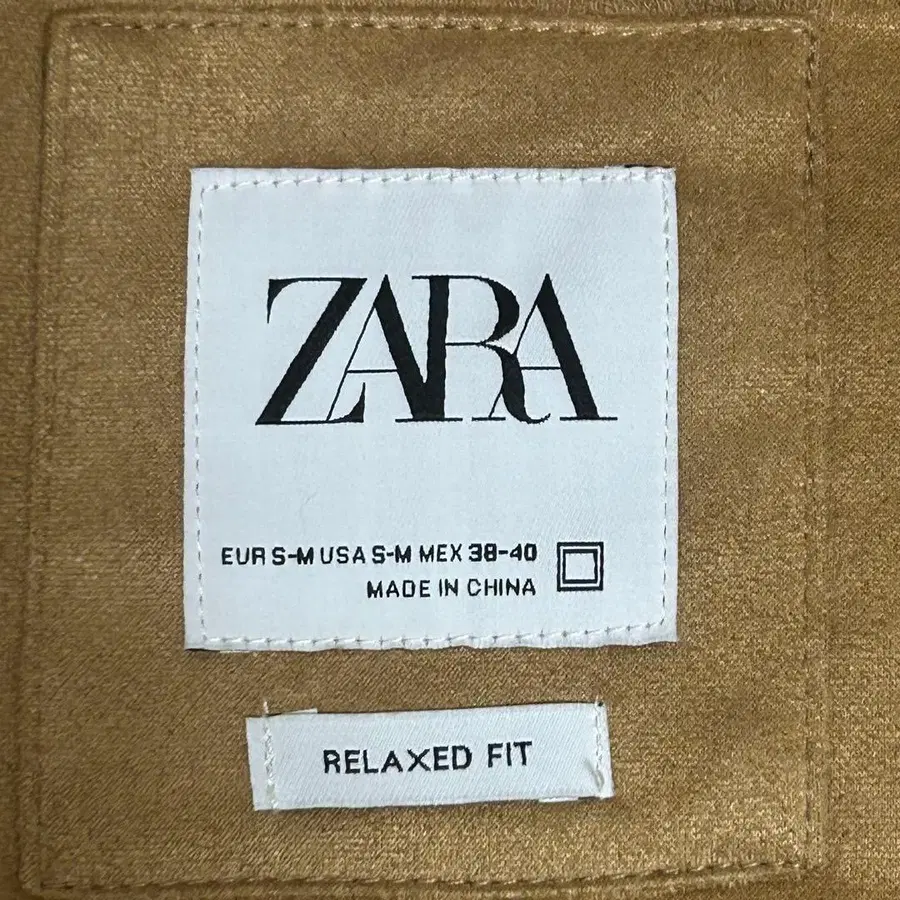 ZARA
EUR S-M USA S-M MEX 38-40
MADE IN CHINA
RELAXED FIT